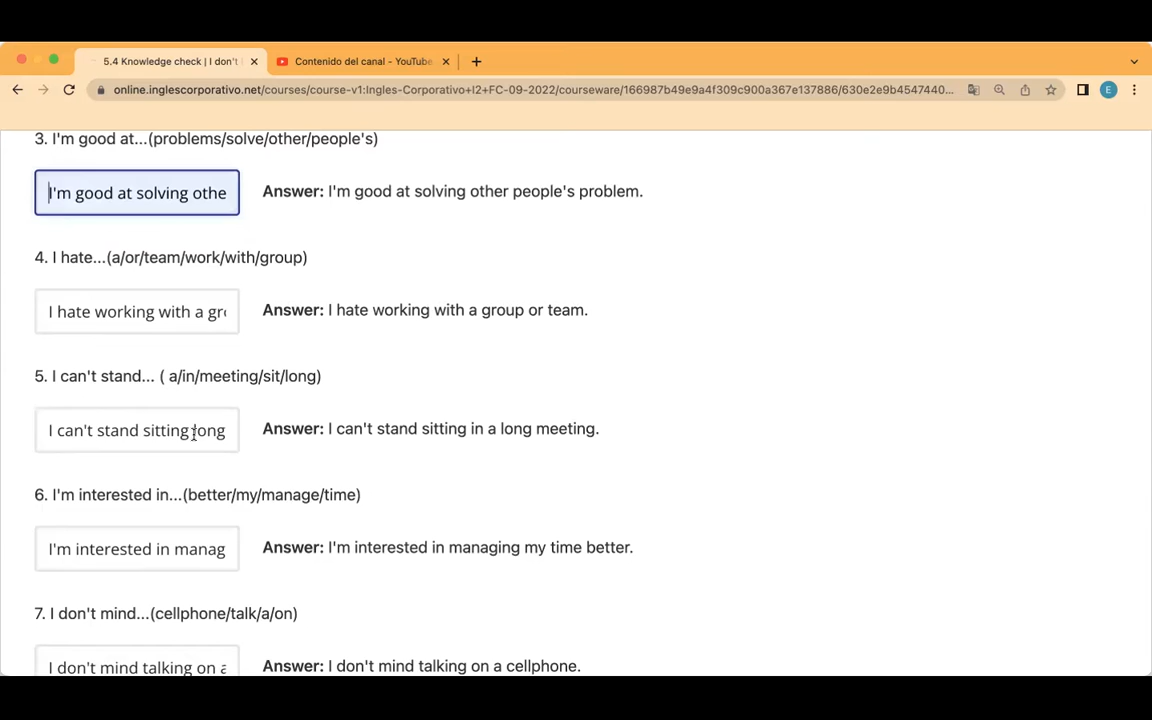 5.4 Knowledge check | I don't
Contenido del canal - YouTube
online.inglescorporativo.net/courses/course-v1:Ingles-Corporativo+I2+FC-09-2022/courseware/166987b49e9a4f309c900a367e137886/630e2e9b4547440...
E
3. I'm good at...(problems/solve/other/people's)
I'm good at solving othe
Answer: I'm good at solving other people's problem.
4. I hate...(a/or/team/work/with/group)
I hate working with a gro
Answer: I hate working with a group or team.
5. I can't stand... ( a/in/meeting/sit/long)
I can't stand sitting long
Answer: I can't stand sitting in a long meeting.
6. I'm interested in...(better/my/manage/time)
I'm interested in manag
Answer: I'm interested in managing my time better.
7. I don't mind...(cellphone/talk/a/on)
I don't mind talking on a
Answer: I don't mind talking on a cellphone.